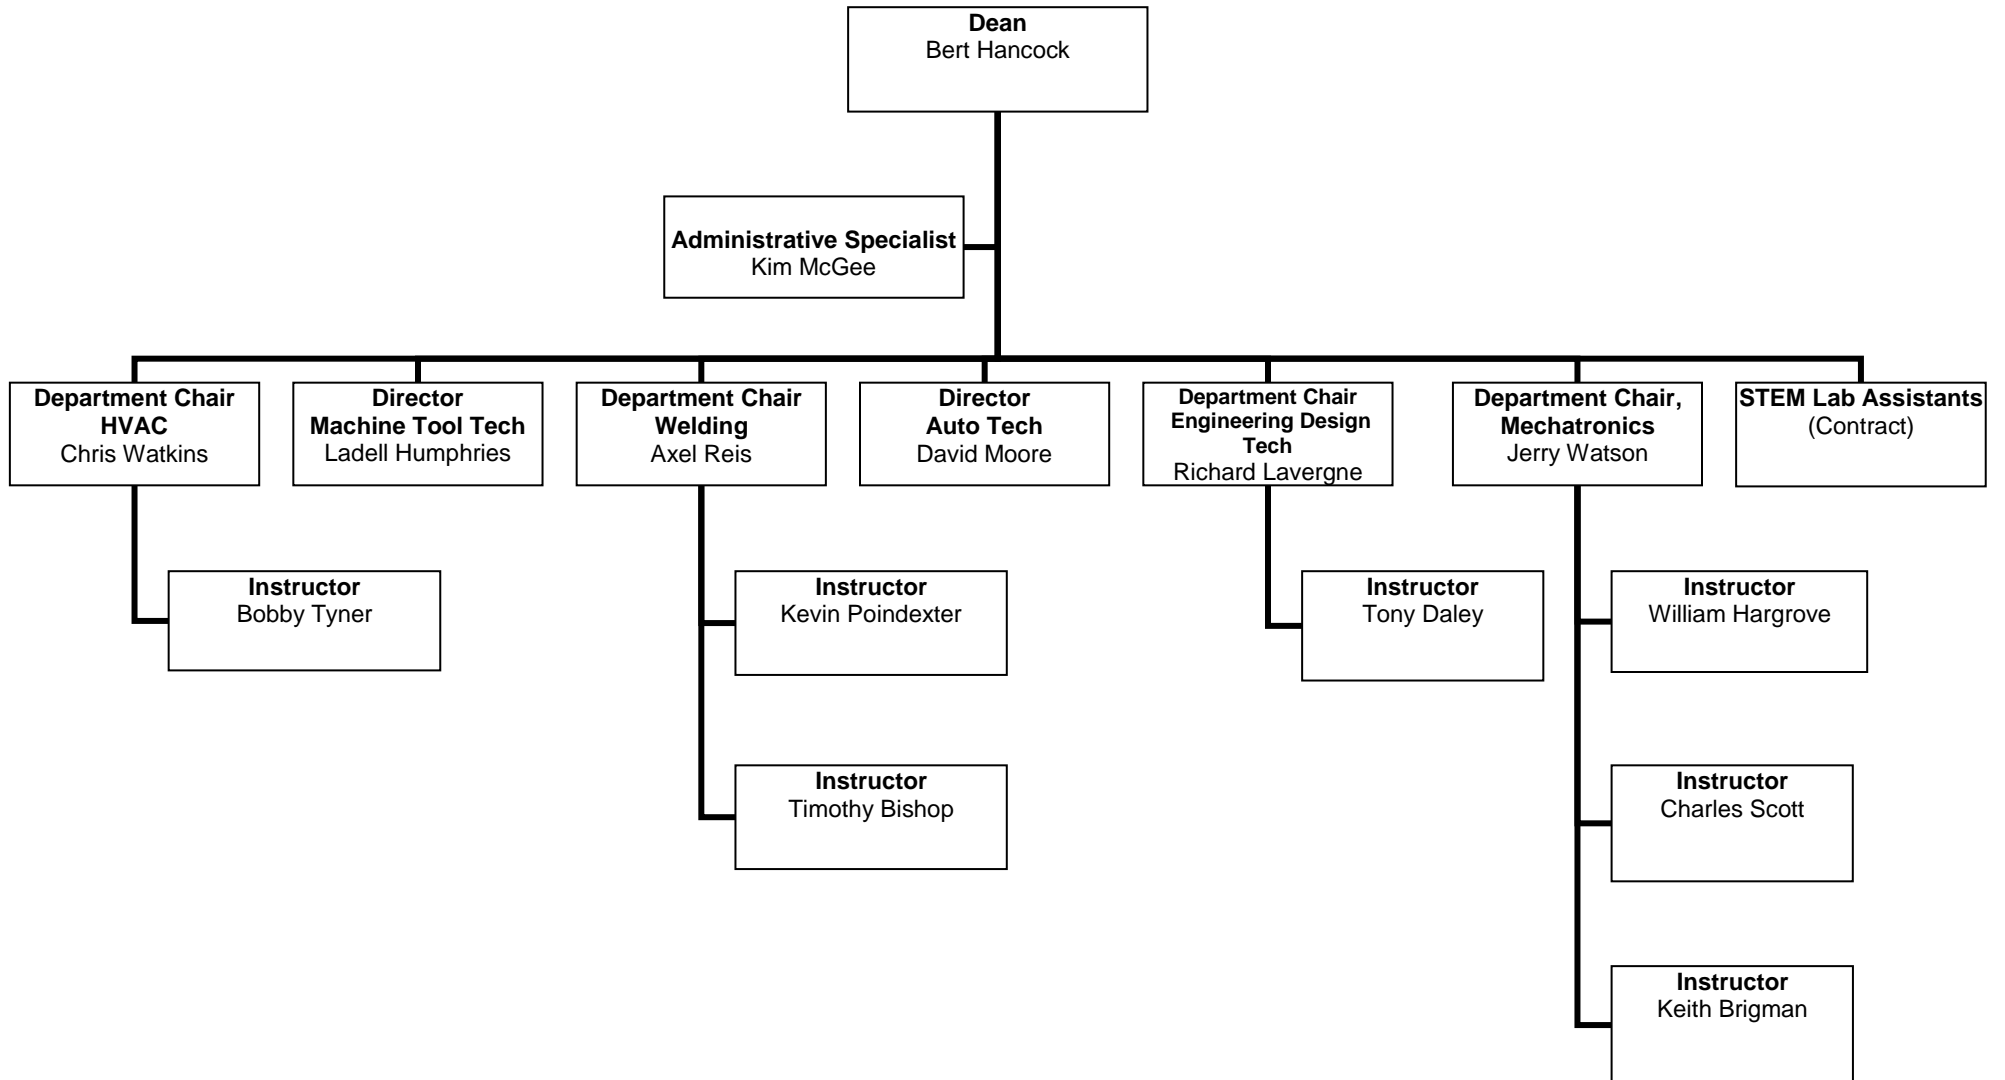 Dean
Bert Hancock
Administrative Specialist
Kim McGee
Department Chair
HVAC
Chris Watkins
Director
Machine Tool Tech
Ladell Humphries
Department Chair
Welding
Axel Reis
Director
Auto Tech
David Moore
Department Chair
Engineering Design
Tech
Richard Lavergne
Department Chair,
Mechatronics
Jerry Watson
STEM Lab Assistants
(Contract)
Instructor
Bobby Tyner
Instructor
Kevin Poindexter
Instructor
Tony Daley
Instructor
William Hargrove
Instructor
Timothy Bishop
Instructor
Charles Scott
Instructor
Keith Brigman